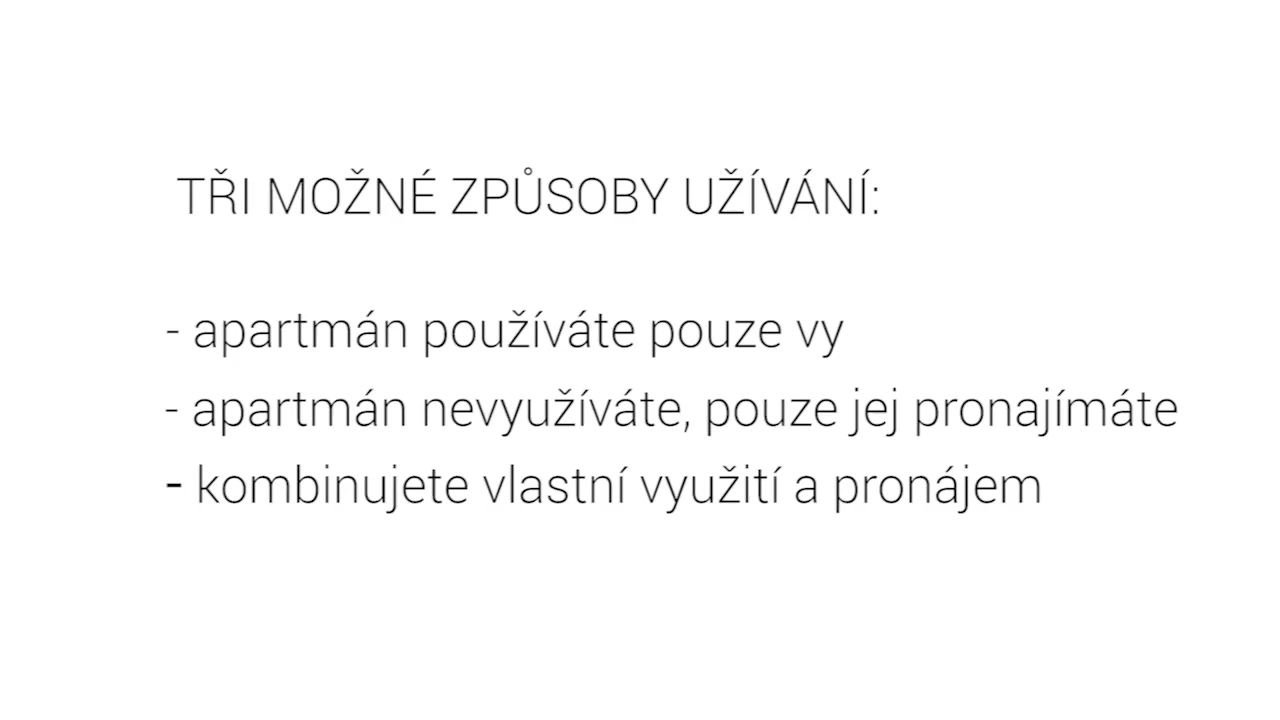 TŘI MOŽNÉ ZPŮSOBY UŽÍVÁNÍ:
- apartmán používáte pouze vy
- apartmán nevyužíváte, pouze jej pronajímáte
- kombinujete vlastní využití a pronájem